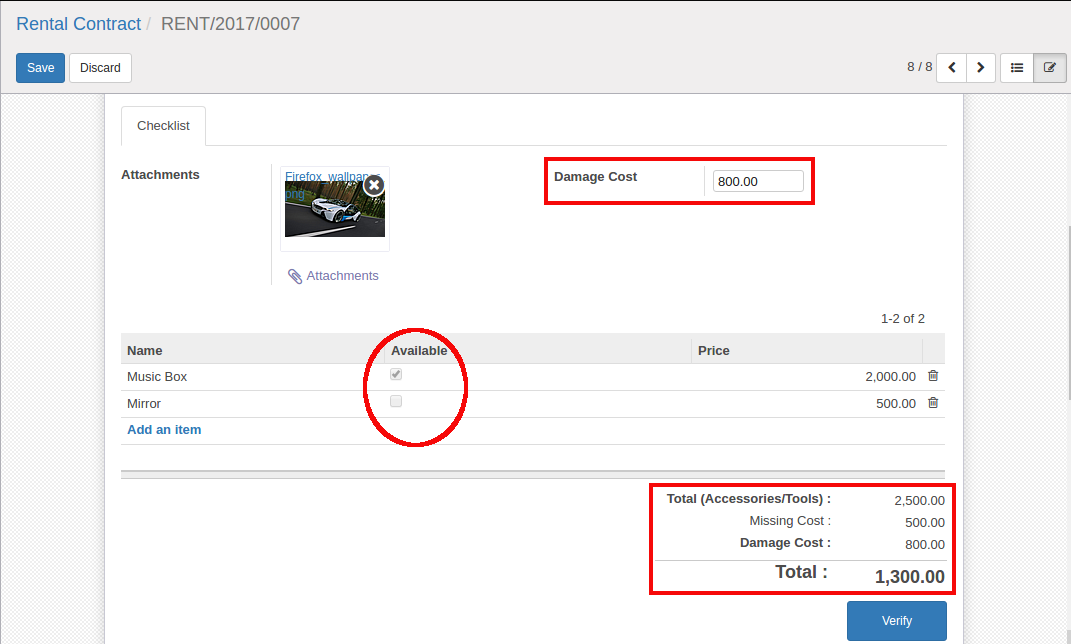 Rental Contract / RENT/2017/0007
Save Discard 8 / 8
Checklist
Attachments
Firefox_wallpaper.
png
Damage Cost 800.00
Attachments
1-2 of 2
Name Available Price
Music Box 2,000.00
Mirror 500.00
Add an item
Total (Accessories/Tools) : 2,500.00
Missing Cost : 500.00
Damage Cost : 800.00
Total : 1,300.00
Verify